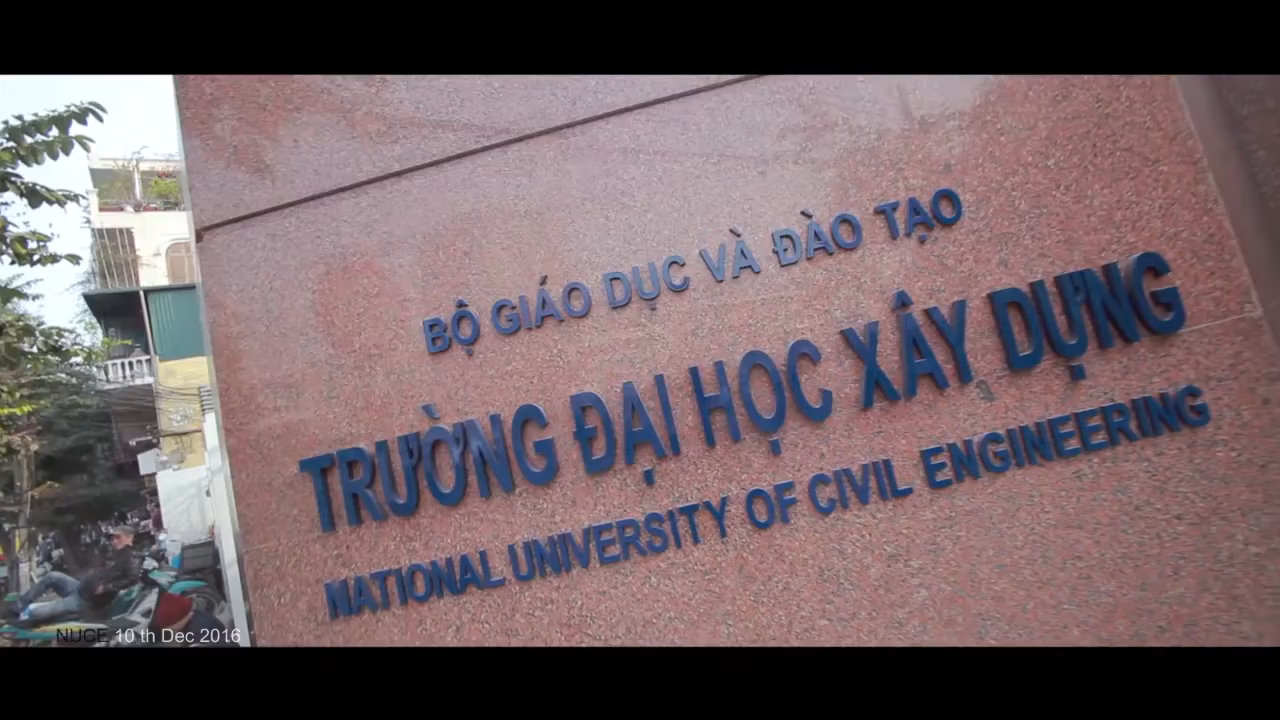 BỘ GIÁO DỤC VÀ ĐÀO TẠO
TRƯỜNG ĐẠI HỌC XÂY DỰNG
NATIONAL UNIVERSITY OF CIVIL ENGINEERING
NUCE 10 th Dec 2016